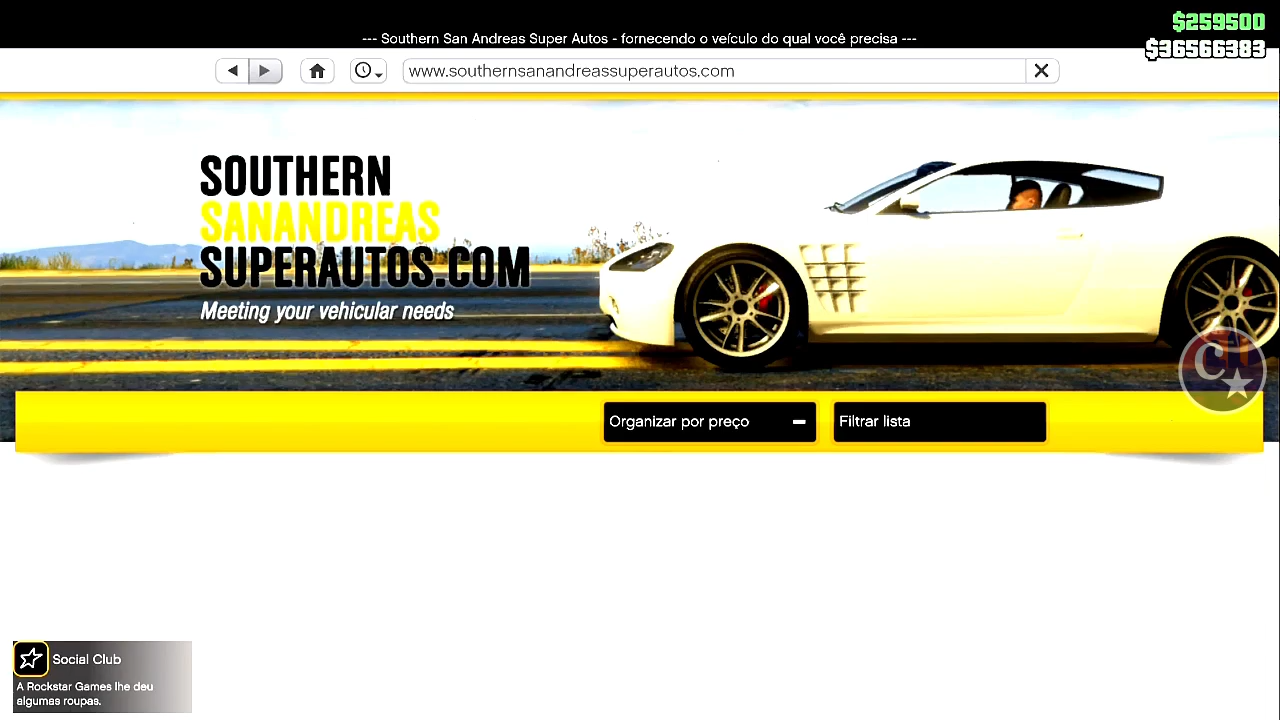 $259500
--- Southern San Andreas Super Autos - fornecendo o veículo do qual você precisa ---
$36566383
www.southernsanandreassuperautos.com
SOUTHERN
SANANDREAS
SUPERAUTOS.COM
Meeting your vehicular needs
C
Organizar por preço
Filtrar lista
Social Club
A Rockstar Games lhe deu
algumas roupas.